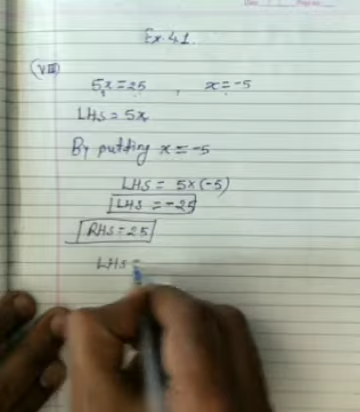 Ex. 4.1.
(VIII)
5x = 25 , x = -5
LHS = 5x
By putting x = -5
LHS = 5×(-5)
LHS = -25
RHS = 25
LHS =